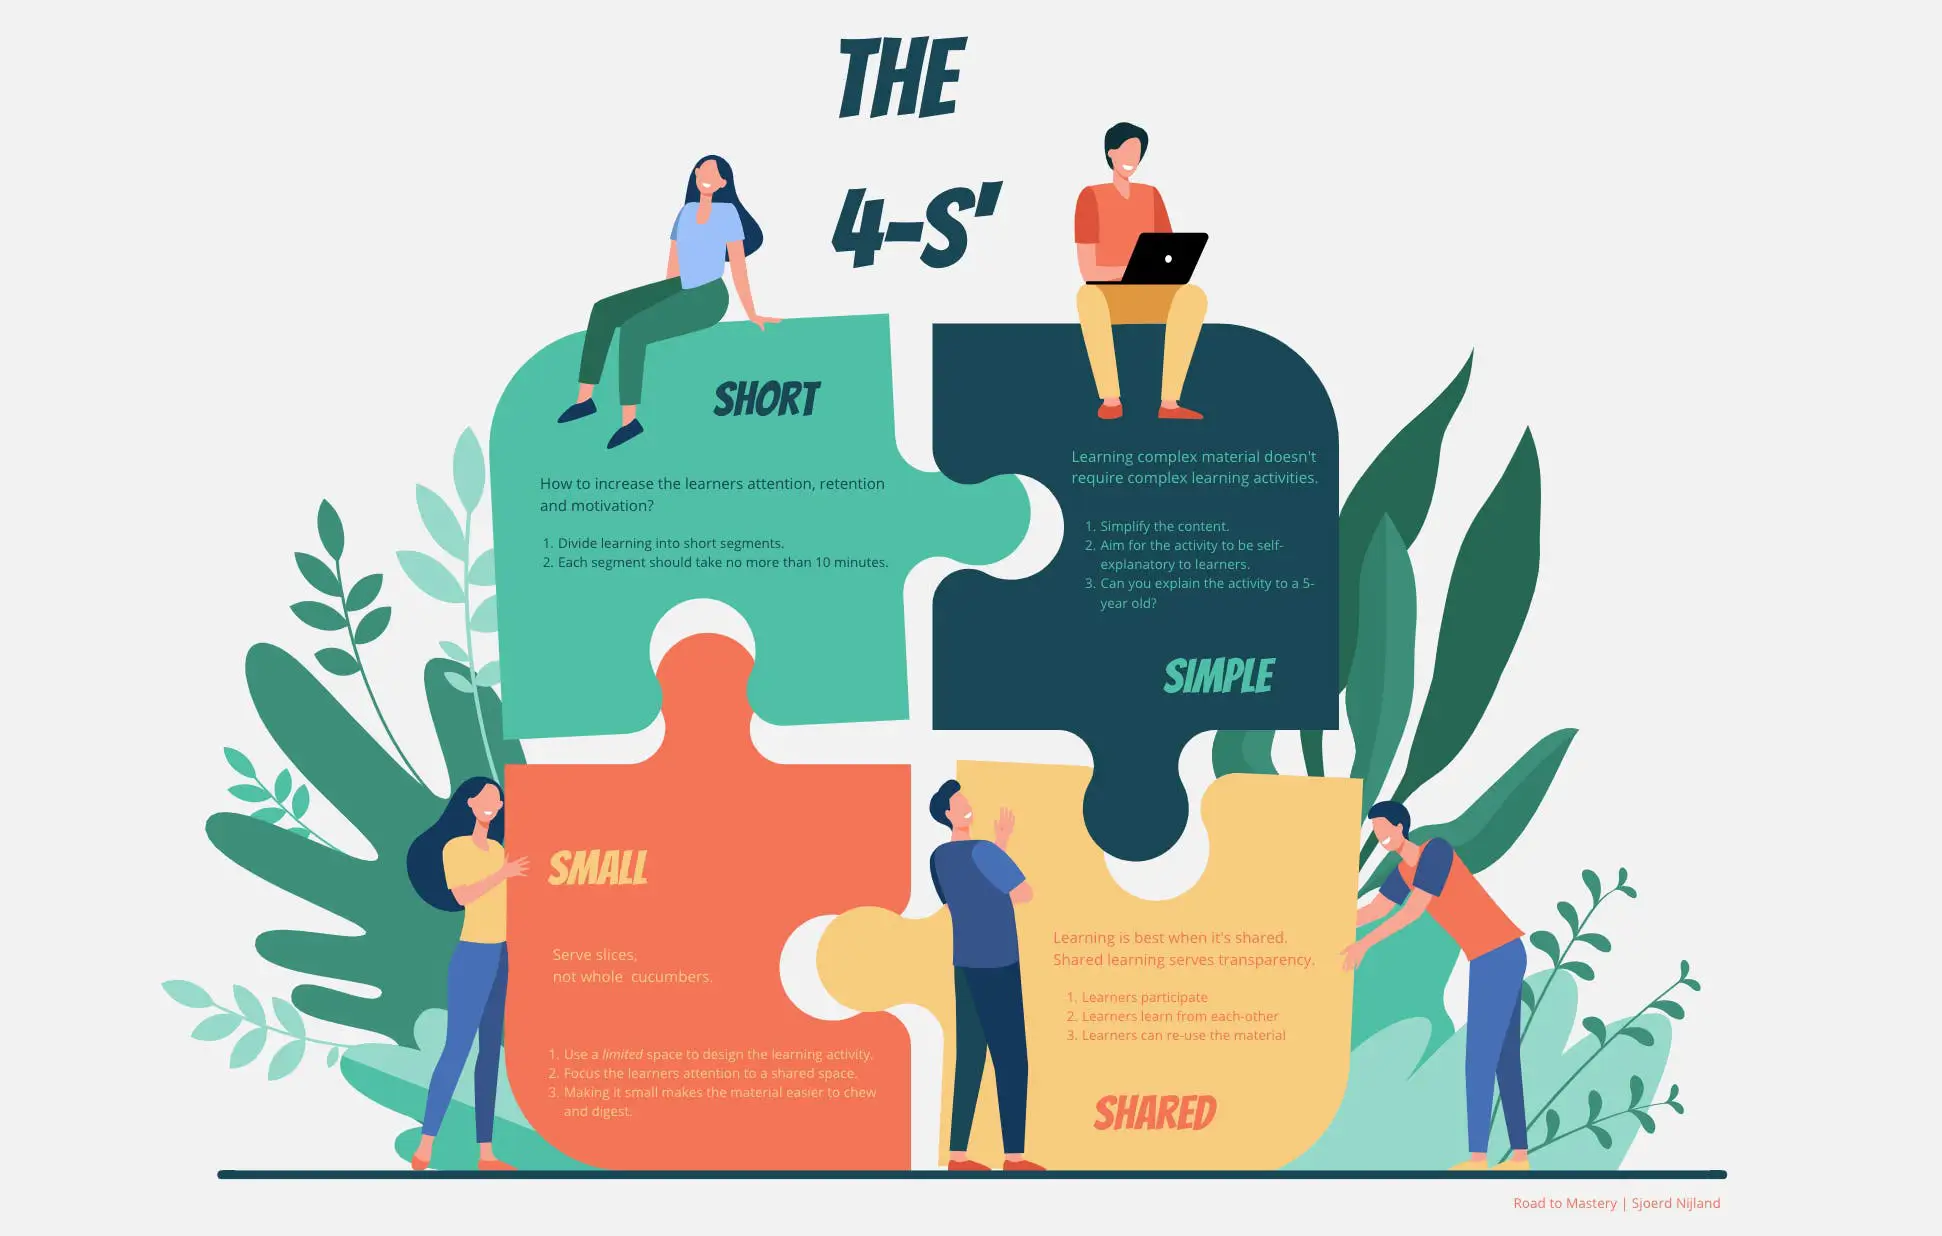 THE
4-S'
SHORT
How to increase the learners attention, retention
and motivation?
1. Divide learning into short segments.
2. Each segment should take no more than 10 minutes.
Learning complex material doesn't
require complex learning activities.
1. Simplify the content.
2. Aim for the activity to be self-
explanatory to learners.
3. Can you explain the activity to a 5-
year old?
SIMPLE
SMALL
Serve slices,
not whole cucumbers.
1. Use a limited space to design the learning activity.
2. Focus the learners attention to a shared space.
3. Making it small makes the material easier to chew
and digest.
Learning is best when it's shared.
Shared learning serves transparency.
1. Learners participate
2. Learners learn from each-other
3. Learners can re-use the material
SHARED
Road to Mastery | Sjoerd Nijland